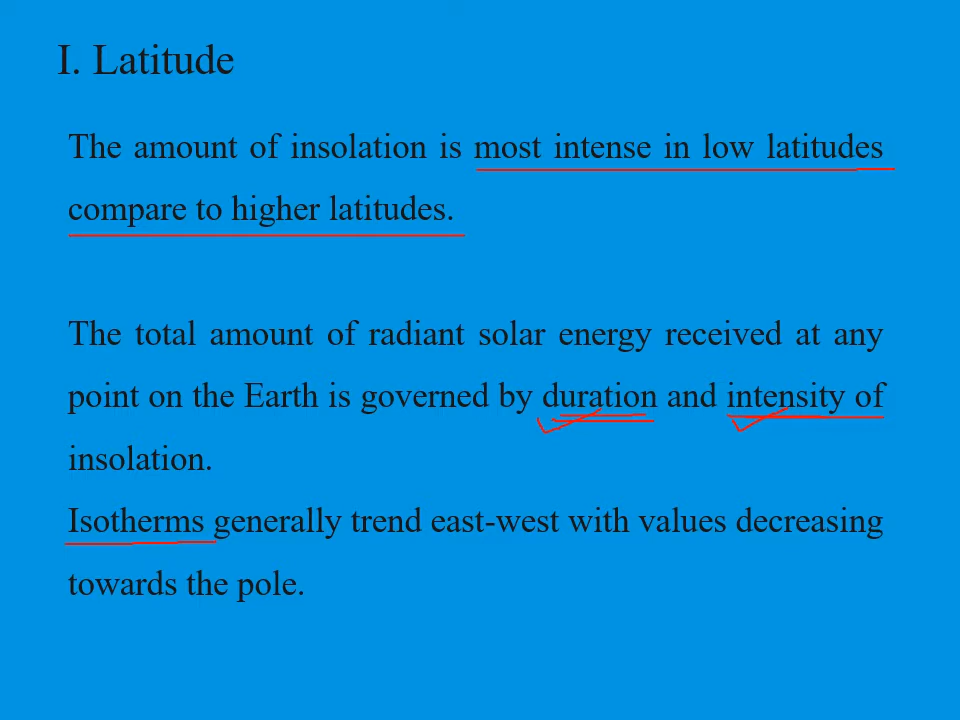 I. Latitude
The amount of insolation is most intense in low latitudes
compare to higher latitudes.
The total amount of radiant solar energy received at any
point on the Earth is governed by duration and intensity of
insolation.
Isotherms generally trend east-west with values decreasing
towards the pole.